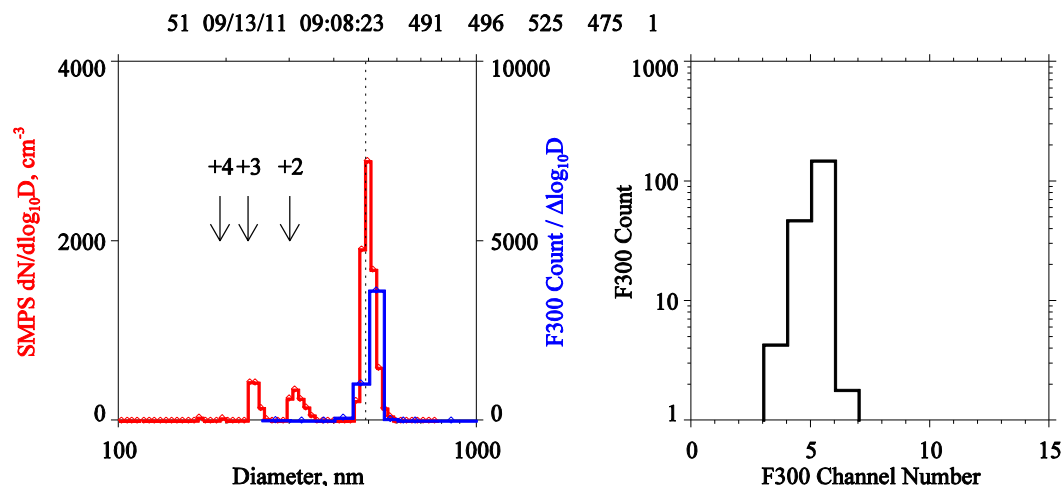 51 09/13/11 09:08:23 491 496 525 475 1
4000
2000
0
SMPS dN/dlog₁₀D, cm⁻³
+4 +3 +2
10000
5000
0
F300 Count / Δlog₁₀D
100 1000
Diameter, nm
1000
100
10
1
F300 Count
0 5 10 15
F300 Channel Number